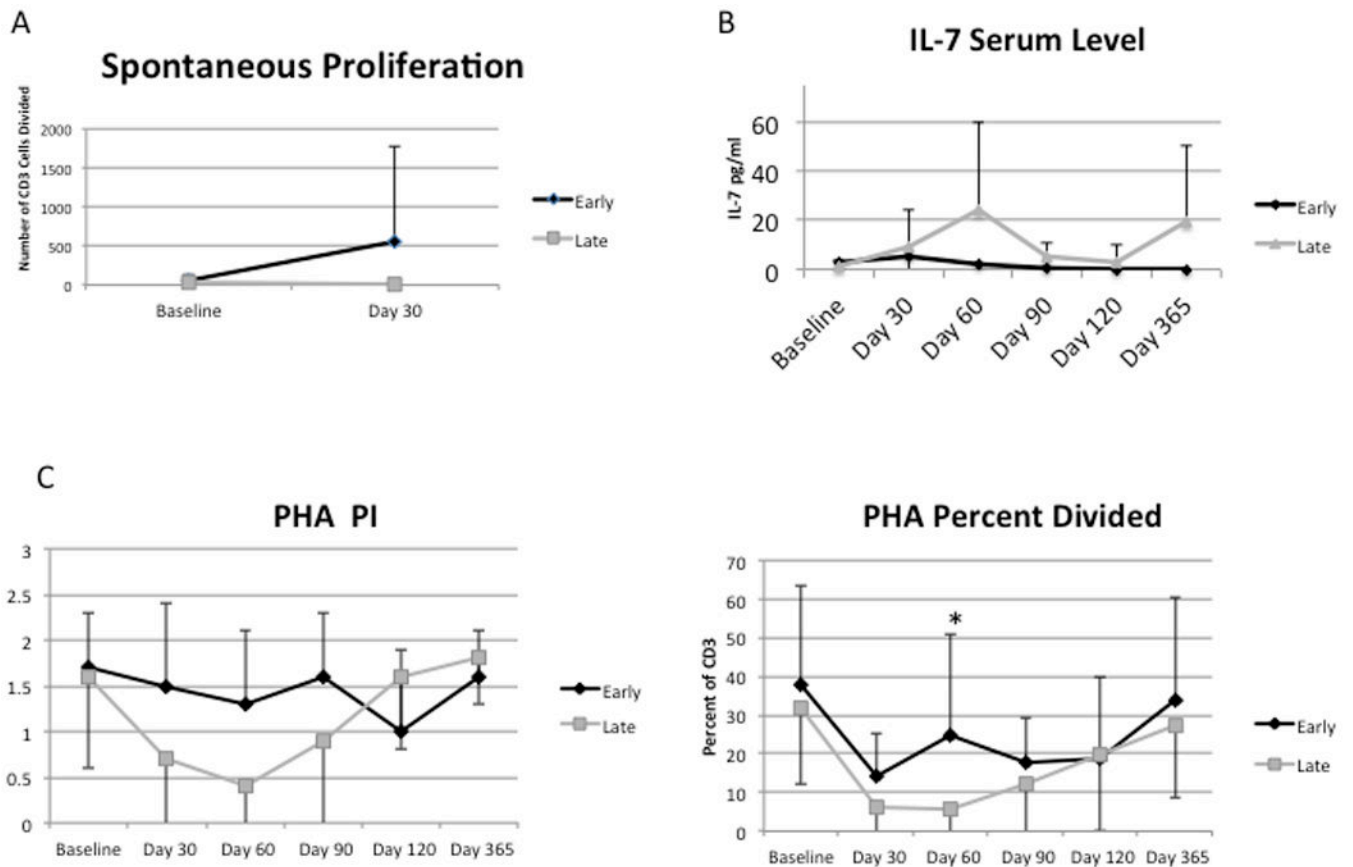 A
Spontaneous Proliferation
Number of CD3 Cells Divided
2000
1500
1000
500
0
Baseline Day 30
Early
Late
B
IL-7 Serum Level
IL-7 pg/ml
60
40
20
0
Baseline Day 30 Day 60 Day 90 Day 120 Day 365
Early
Late
C
PHA PI
3
2.5
2
1.5
1
0.5
0
Baseline Day 30 Day 60 Day 90 Day 120 Day 365
Early
Late
PHA Percent Divided
Percent of CD3
70
60
50
40
30
20
10
0
*
Baseline Day 30 Day 60 Day 90 Day 120 Day 365
Early
Late